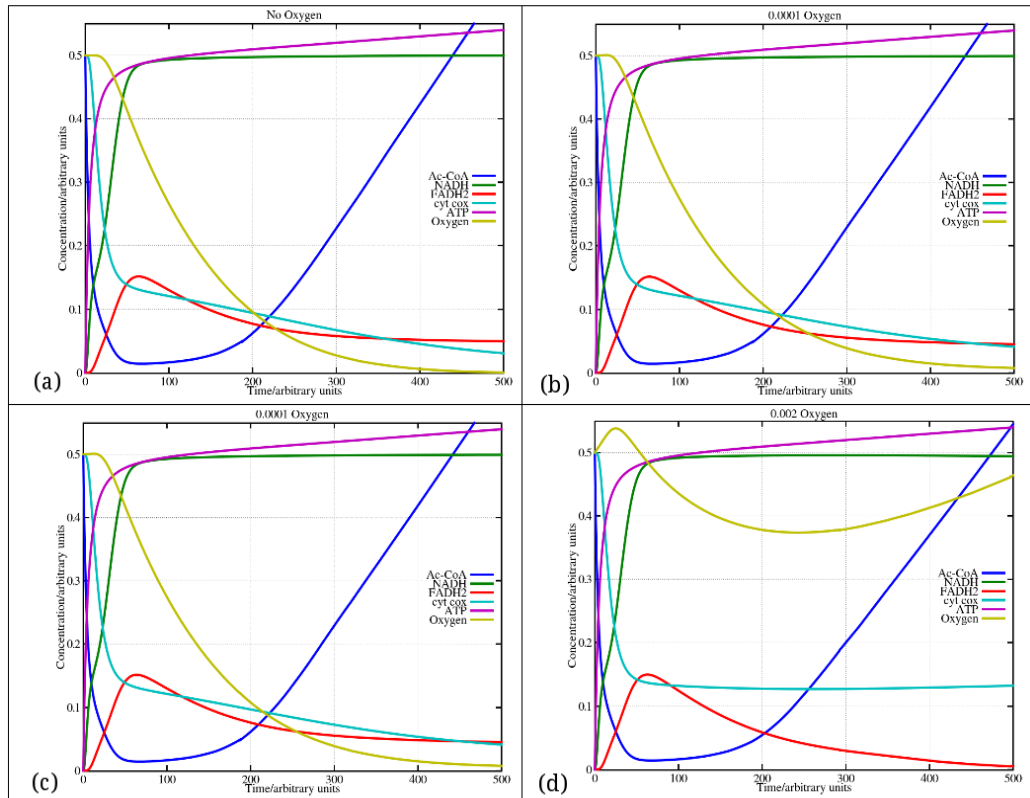 No Oxygen
0.5
0.4
0.3
0.2
0.1
0
Concentration/arbitrary units
Ac-CoA
NADH
FADH2
cyt cox
ATP
Oxygen
(a)
0
100
200
300
400
500
Time/arbitrary units
0.0001 Oxygen
0.5
0.4
0.3
0.2
0.1
0
Concentration/arbitrary units
Ac-CoA
NADH
FADH2
cyt cox
ATP
Oxygen
(b)
0
100
200
300
400
500
Time/arbitrary units
0.0001 Oxygen
0.5
0.4
0.3
0.2
0.1
0
Concentration/arbitrary units
Ac-CoA
NADH
FADH2
cyt cox
ATP
Oxygen
(c)
0
100
200
300
400
500
Time/arbitrary units
0.002 Oxygen
0.5
0.4
0.3
0.2
0.1
0
Concentration/arbitrary units
Ac-CoA
NADH
FADH2
cyt cox
ATP
Oxygen
(d)
0
100
200
300
400
500
Time/arbitrary units